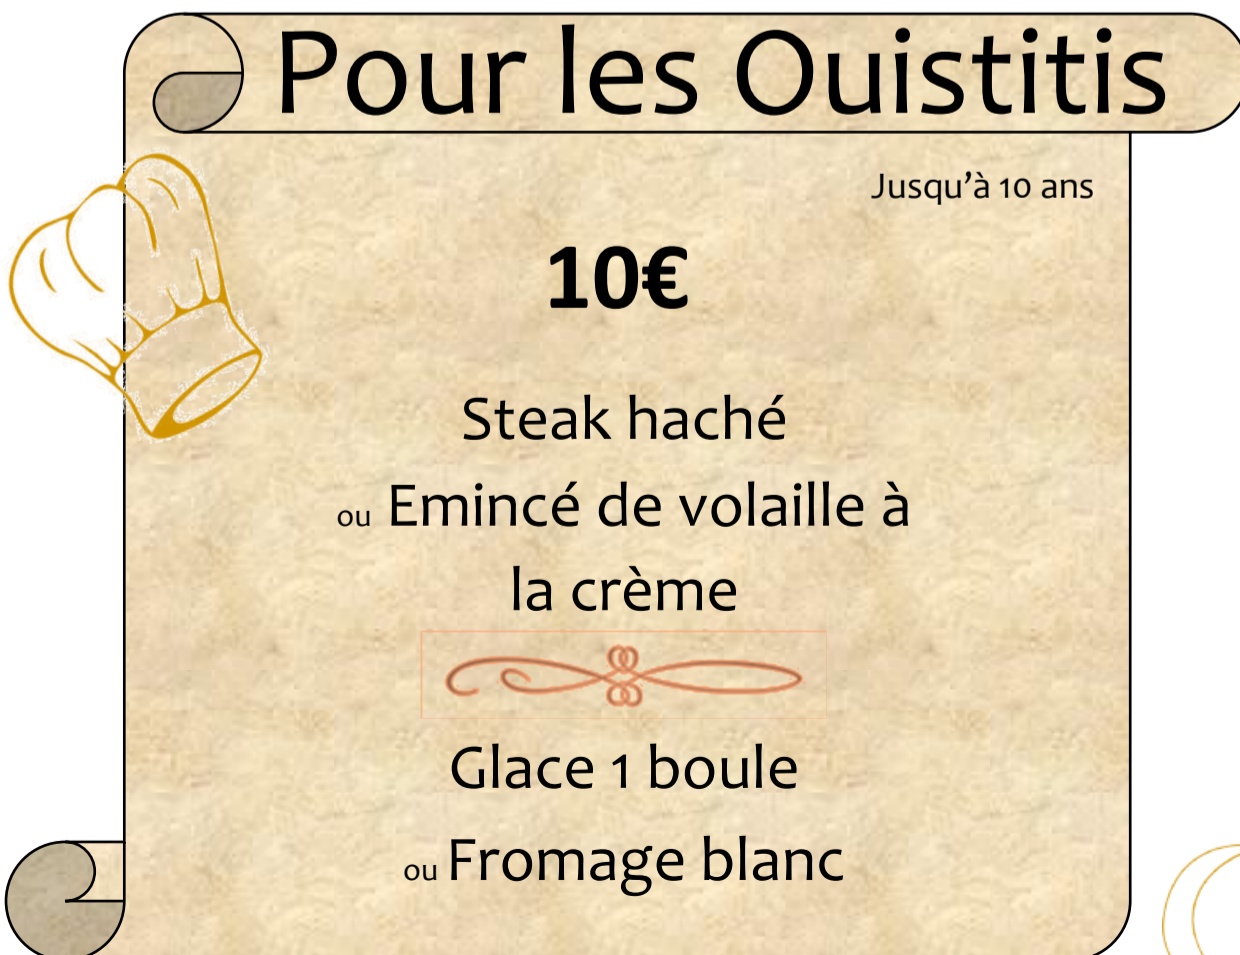 Pour les Ouistitis
Jusqu’à 10 ans
10€
Steak haché
ou Emincé de volaille à
la crème
Glace 1 boule
ou Fromage blanc